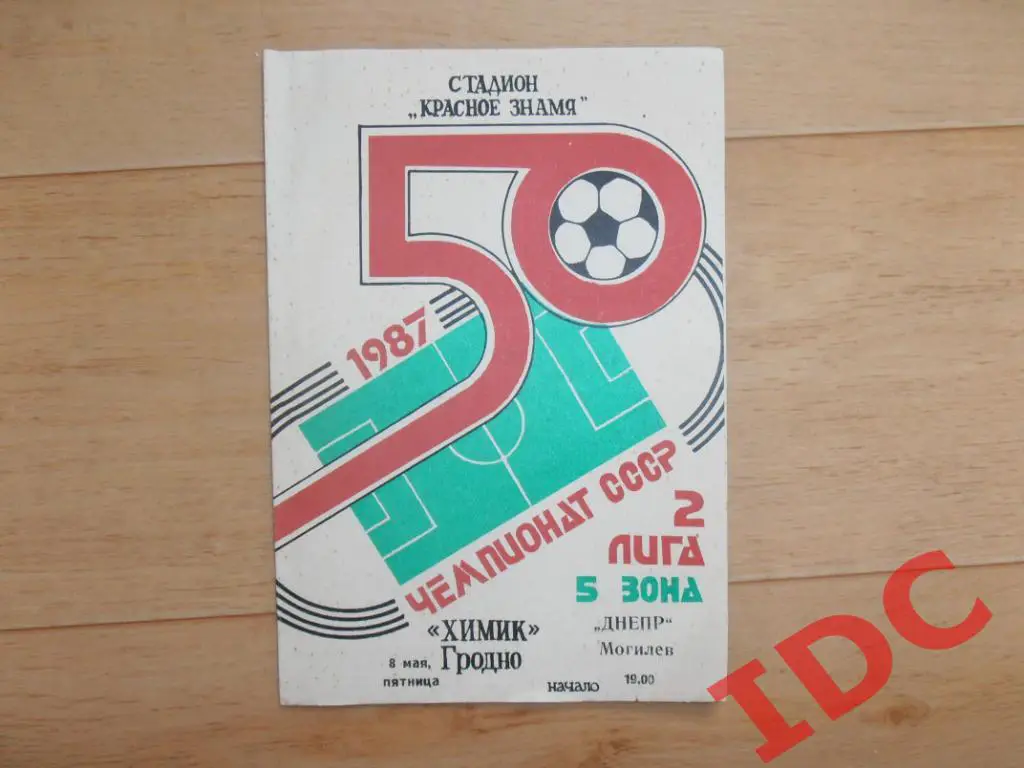 СТАДИОН
„КРАСНОЕ ЗНАМЯ"
50
1987
ЧЕМПИОНАТ СССР
2
ЛИГА
5 ЗОНА
«ХИМИК»
Гродно
„ДНЕПР"
Могилев
8 мая,
пятница
начало 19.00
IDC